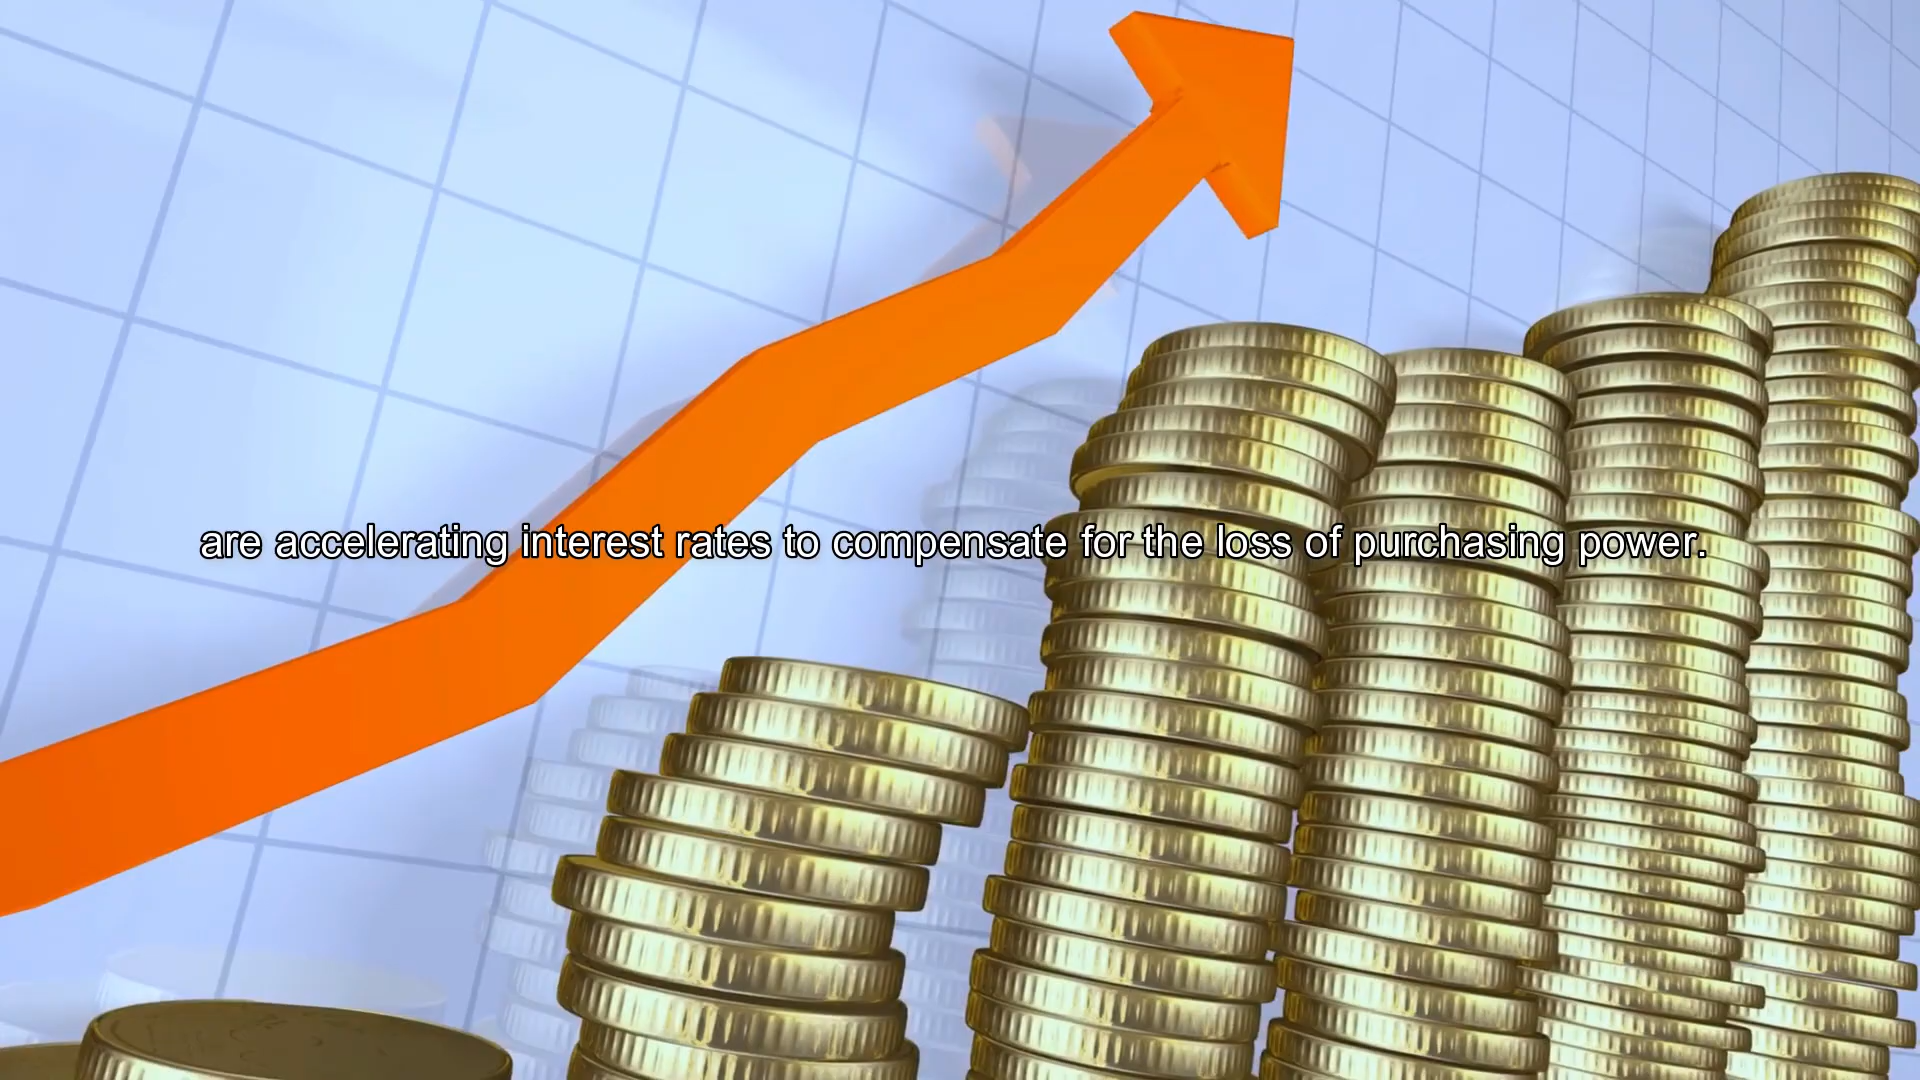 are accelerating interest rates to compensate for the loss of purchasing power.